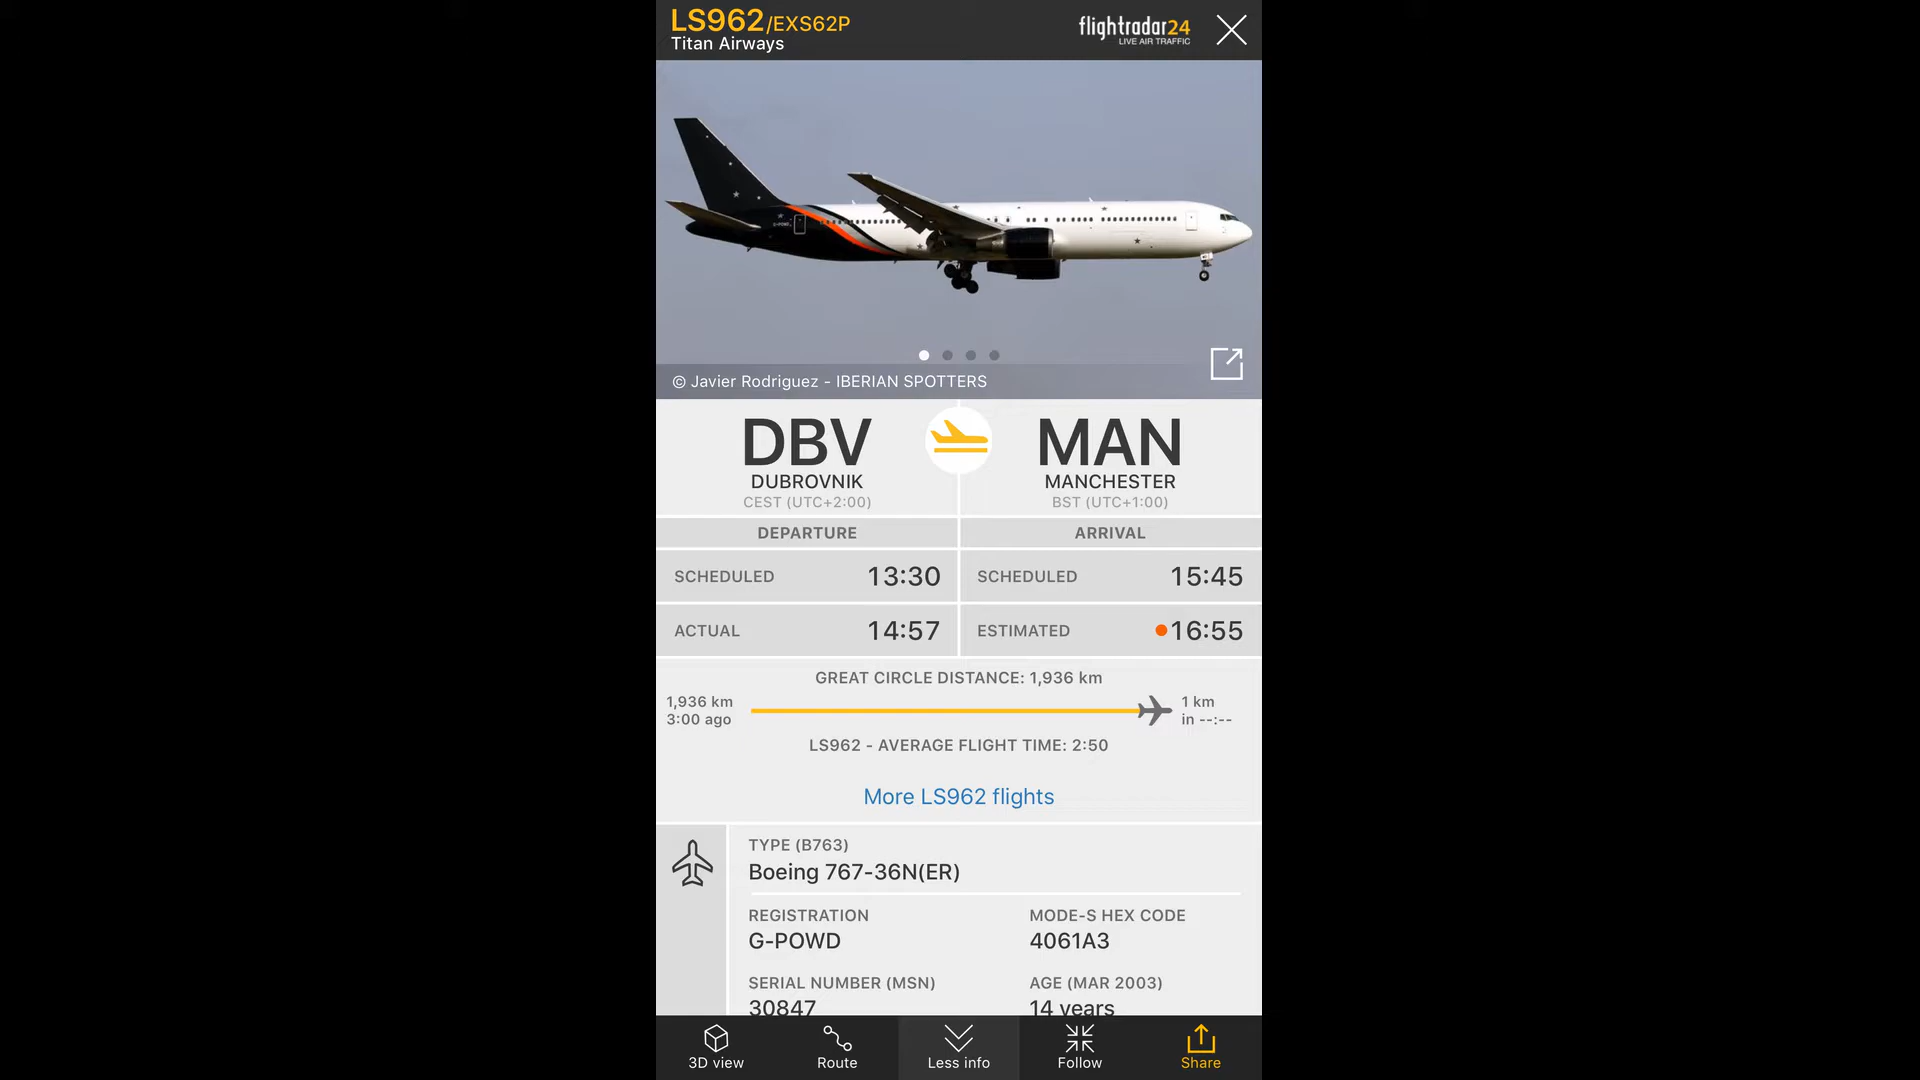 LS962/EXS62P
Titan Airways
flightradar24
LIVE AIR TRAFFIC
G-POWD
© Javier Rodriguez - IBERIAN SPOTTERS
DBV
DUBROVNIK
CEST (UTC+2:00)
MAN
MANCHESTER
BST (UTC+1:00)
DEPARTURE
ARRIVAL
SCHEDULED 13:30
SCHEDULED 15:45
ACTUAL 14:57
ESTIMATED 16:55
GREAT CIRCLE DISTANCE: 1,936 km
1,936 km
3:00 ago
1 km
in --:--
LS962 - AVERAGE FLIGHT TIME: 2:50
More LS962 flights
TYPE (B763)
Boeing 767-36N(ER)
REGISTRATION
G-POWD
MODE-S HEX CODE
4061A3
SERIAL NUMBER (MSN)
30847
AGE (MAR 2003)
14 years
3D view
Route
Less info
Follow
Share